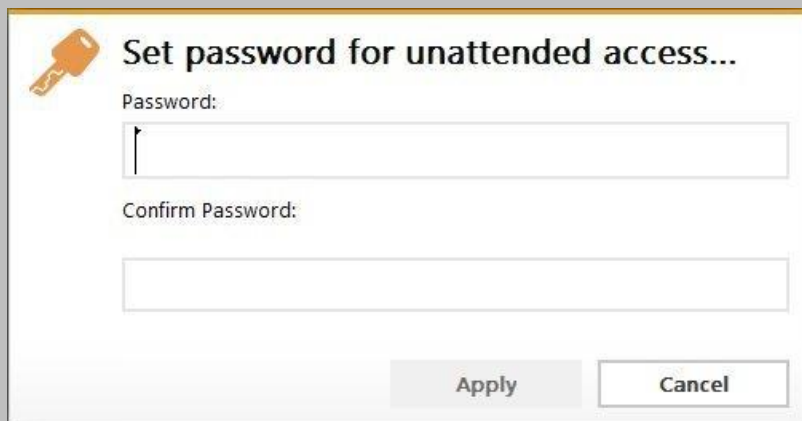 Set password for unattended access...
Password:
Confirm Password:
Apply
Cancel